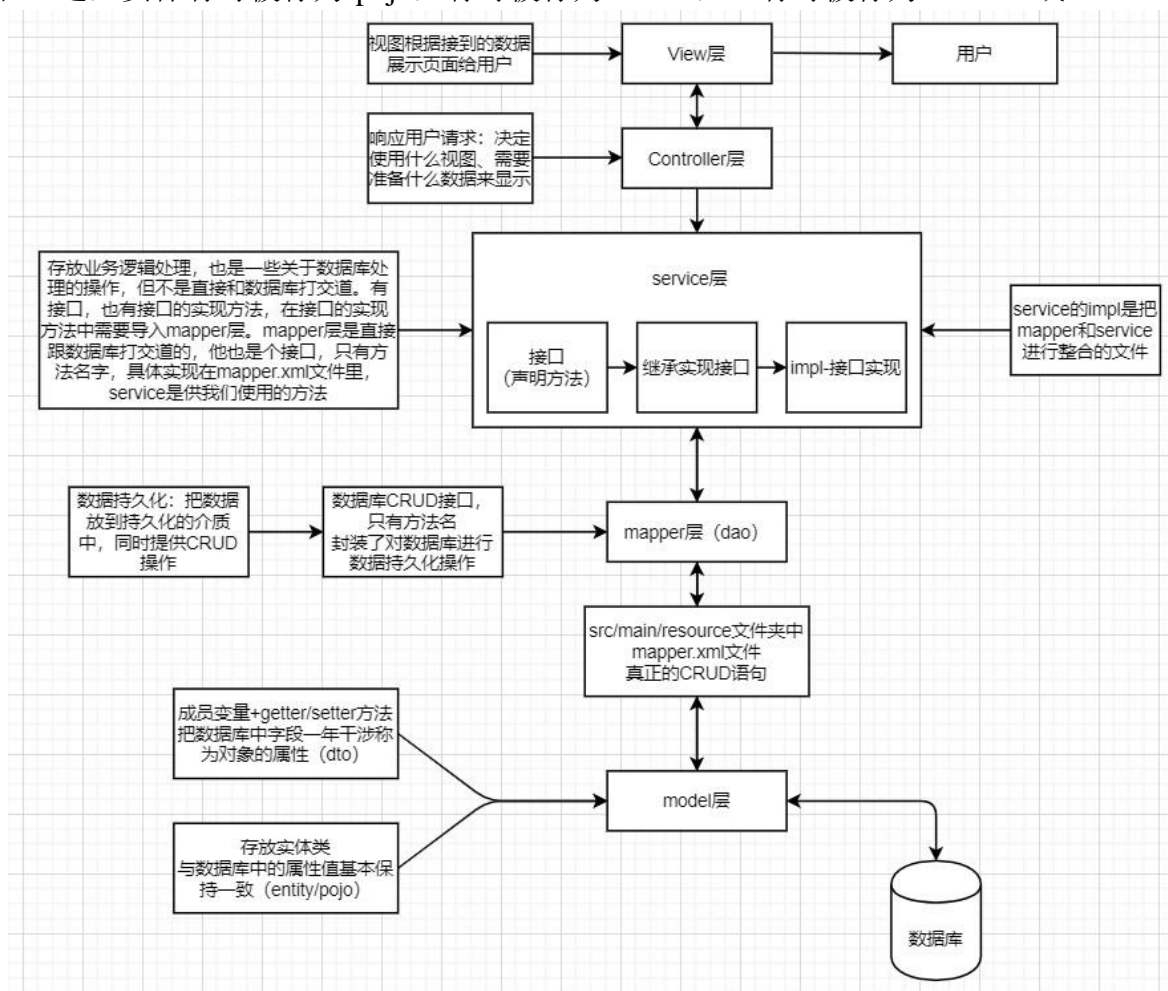 视图根据接到的数据
展示页面给用户
View层
用户
响应用户请求：决定
使用什么视图、需要
准备什么数据来显示
Controller层
存放业务逻辑处理，也是一些关于数据库处
理的操作，但不是直接和数据库打交道。有
接口，也有接口的实现方法，在接口的实现
方法中需要导入mapper层。mapper层是直接
跟数据库打交道的，他也是个接口，只有方
法名字，具体实现在mapper.xml文件里，
service是供我们使用的方法
service层
接口
（声明方法）
继承实现接口
impl-接口实现
service的impl是把
mapper和service
进行整合的文件
数据持久化：把数据
放到持久化的介质
中，同时提供CRUD
操作
数据库CRUD接口，
只有方法名
封装了对数据库进行
数据持久化操作
mapper层（dao）
src/main/resource文件夹中
mapper.xml文件
真正的CRUD语句
成员变量+getter/setter方法
把数据库中字段一年干涉称
为对象的属性（dto）
model层
存放实体类
与数据库中的属性值基本保
持一致（entity/pojo）
数据库